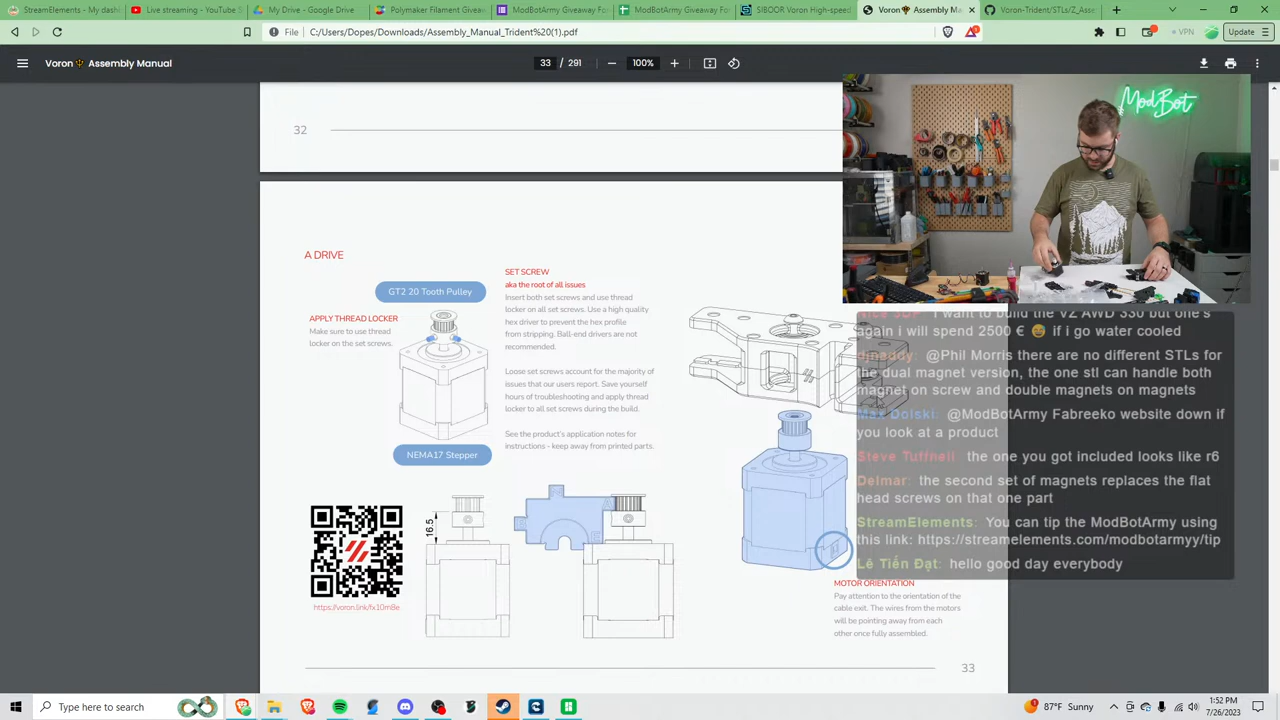 StreamElements - My dash
Live streaming - YouTube S
My Drive - Google Drive
Polymaker Filament Givea
ModBotArmy Giveaway Fo
ModBotArmy Giveaway For
SIBOOR Voron High-speed
Voron Assembly Man
Voron-Trident/STLs/Z_Asse
File
C:/Users/Dopes/Downloads/Assembly_Manual_Trident%20(1).pdf
VPN
Update
Voron Assembly Manual
33 / 291
100%
ModBot
32
A DRIVE
GT2 20 Tooth Pulley
APPLY THREAD LOCKER
Make sure to use thread
locker on the set screws.
NEMA17 Stepper
SET SCREW
aka the root of all issues
Insert both set screws and use thread
locker on all set screws. Use a high quality
hex driver to prevent the hex profile
from stripping. Ball-end drivers are not
recommended.
Loose set screws account for the majority of
issues that our users report. Save yourself
hours of troubleshooting and apply thread
locker to all set screws during the build.
See the product's application notes for
instructions - keep away from printed parts.
16.5
https://voron.link/fx10m8e
MOTOR ORIENTATION
Pay attention to the orientation of the
cable exit. The wires from the motors
will be pointing away from each
other once fully assembled.
33
I want to build the V2 AWD 350 but one's
again i will spend 2500 € 😅 if i go water cooled
@Phil Morris there are no different STLs for
the dual magnet version, the one stl can handle both
magnet on screw and double magnets on magnets
Max Dolski: @ModBotArmy Fabreeko website down if
you look at a product
Steve Tuffnell: the one you got included looks like r6
Delmar: the second set of magnets replaces the flat
head screws on that one part
StreamElements: You can tip the ModBotArmy using
this link: https://streamelements.com/modbotarmyy/tip
Lê Tiến Đạt: hello good day everybody
Type here to search
87°F Sunny
1:52 PM
7/26/2023